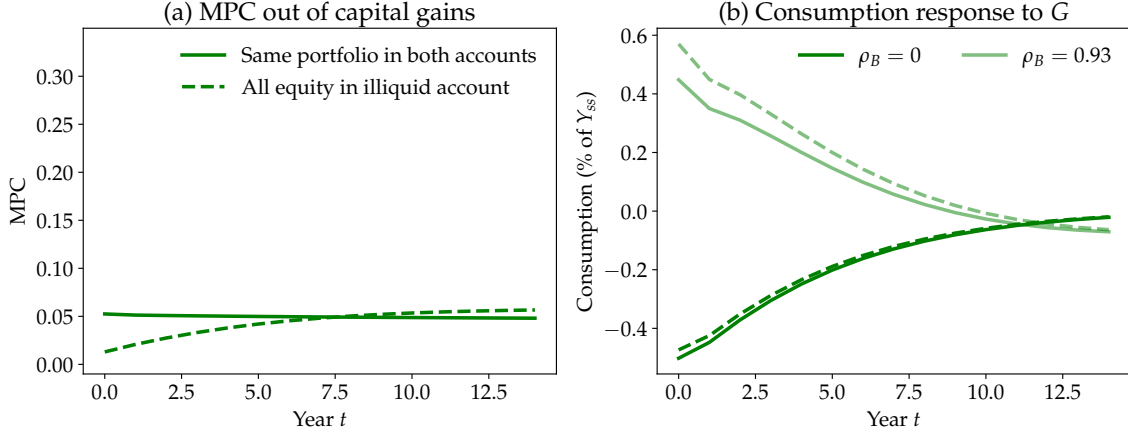 (a) MPC out of capital gains
Same portfolio in both accounts
All equity in illiquid account
MPC
0.30
0.25
0.20
0.15
0.10
0.05
0.00
0.0 2.5 5.0 7.5 10.0 12.5
Year t
(b) Consumption response to G
ρ_B = 0 ρ_B = 0.93
Consumption (% of Y_ss)
0.6
0.4
0.2
0.0
−0.2
−0.4
0.0 2.5 5.0 7.5 10.0 12.5
Year t